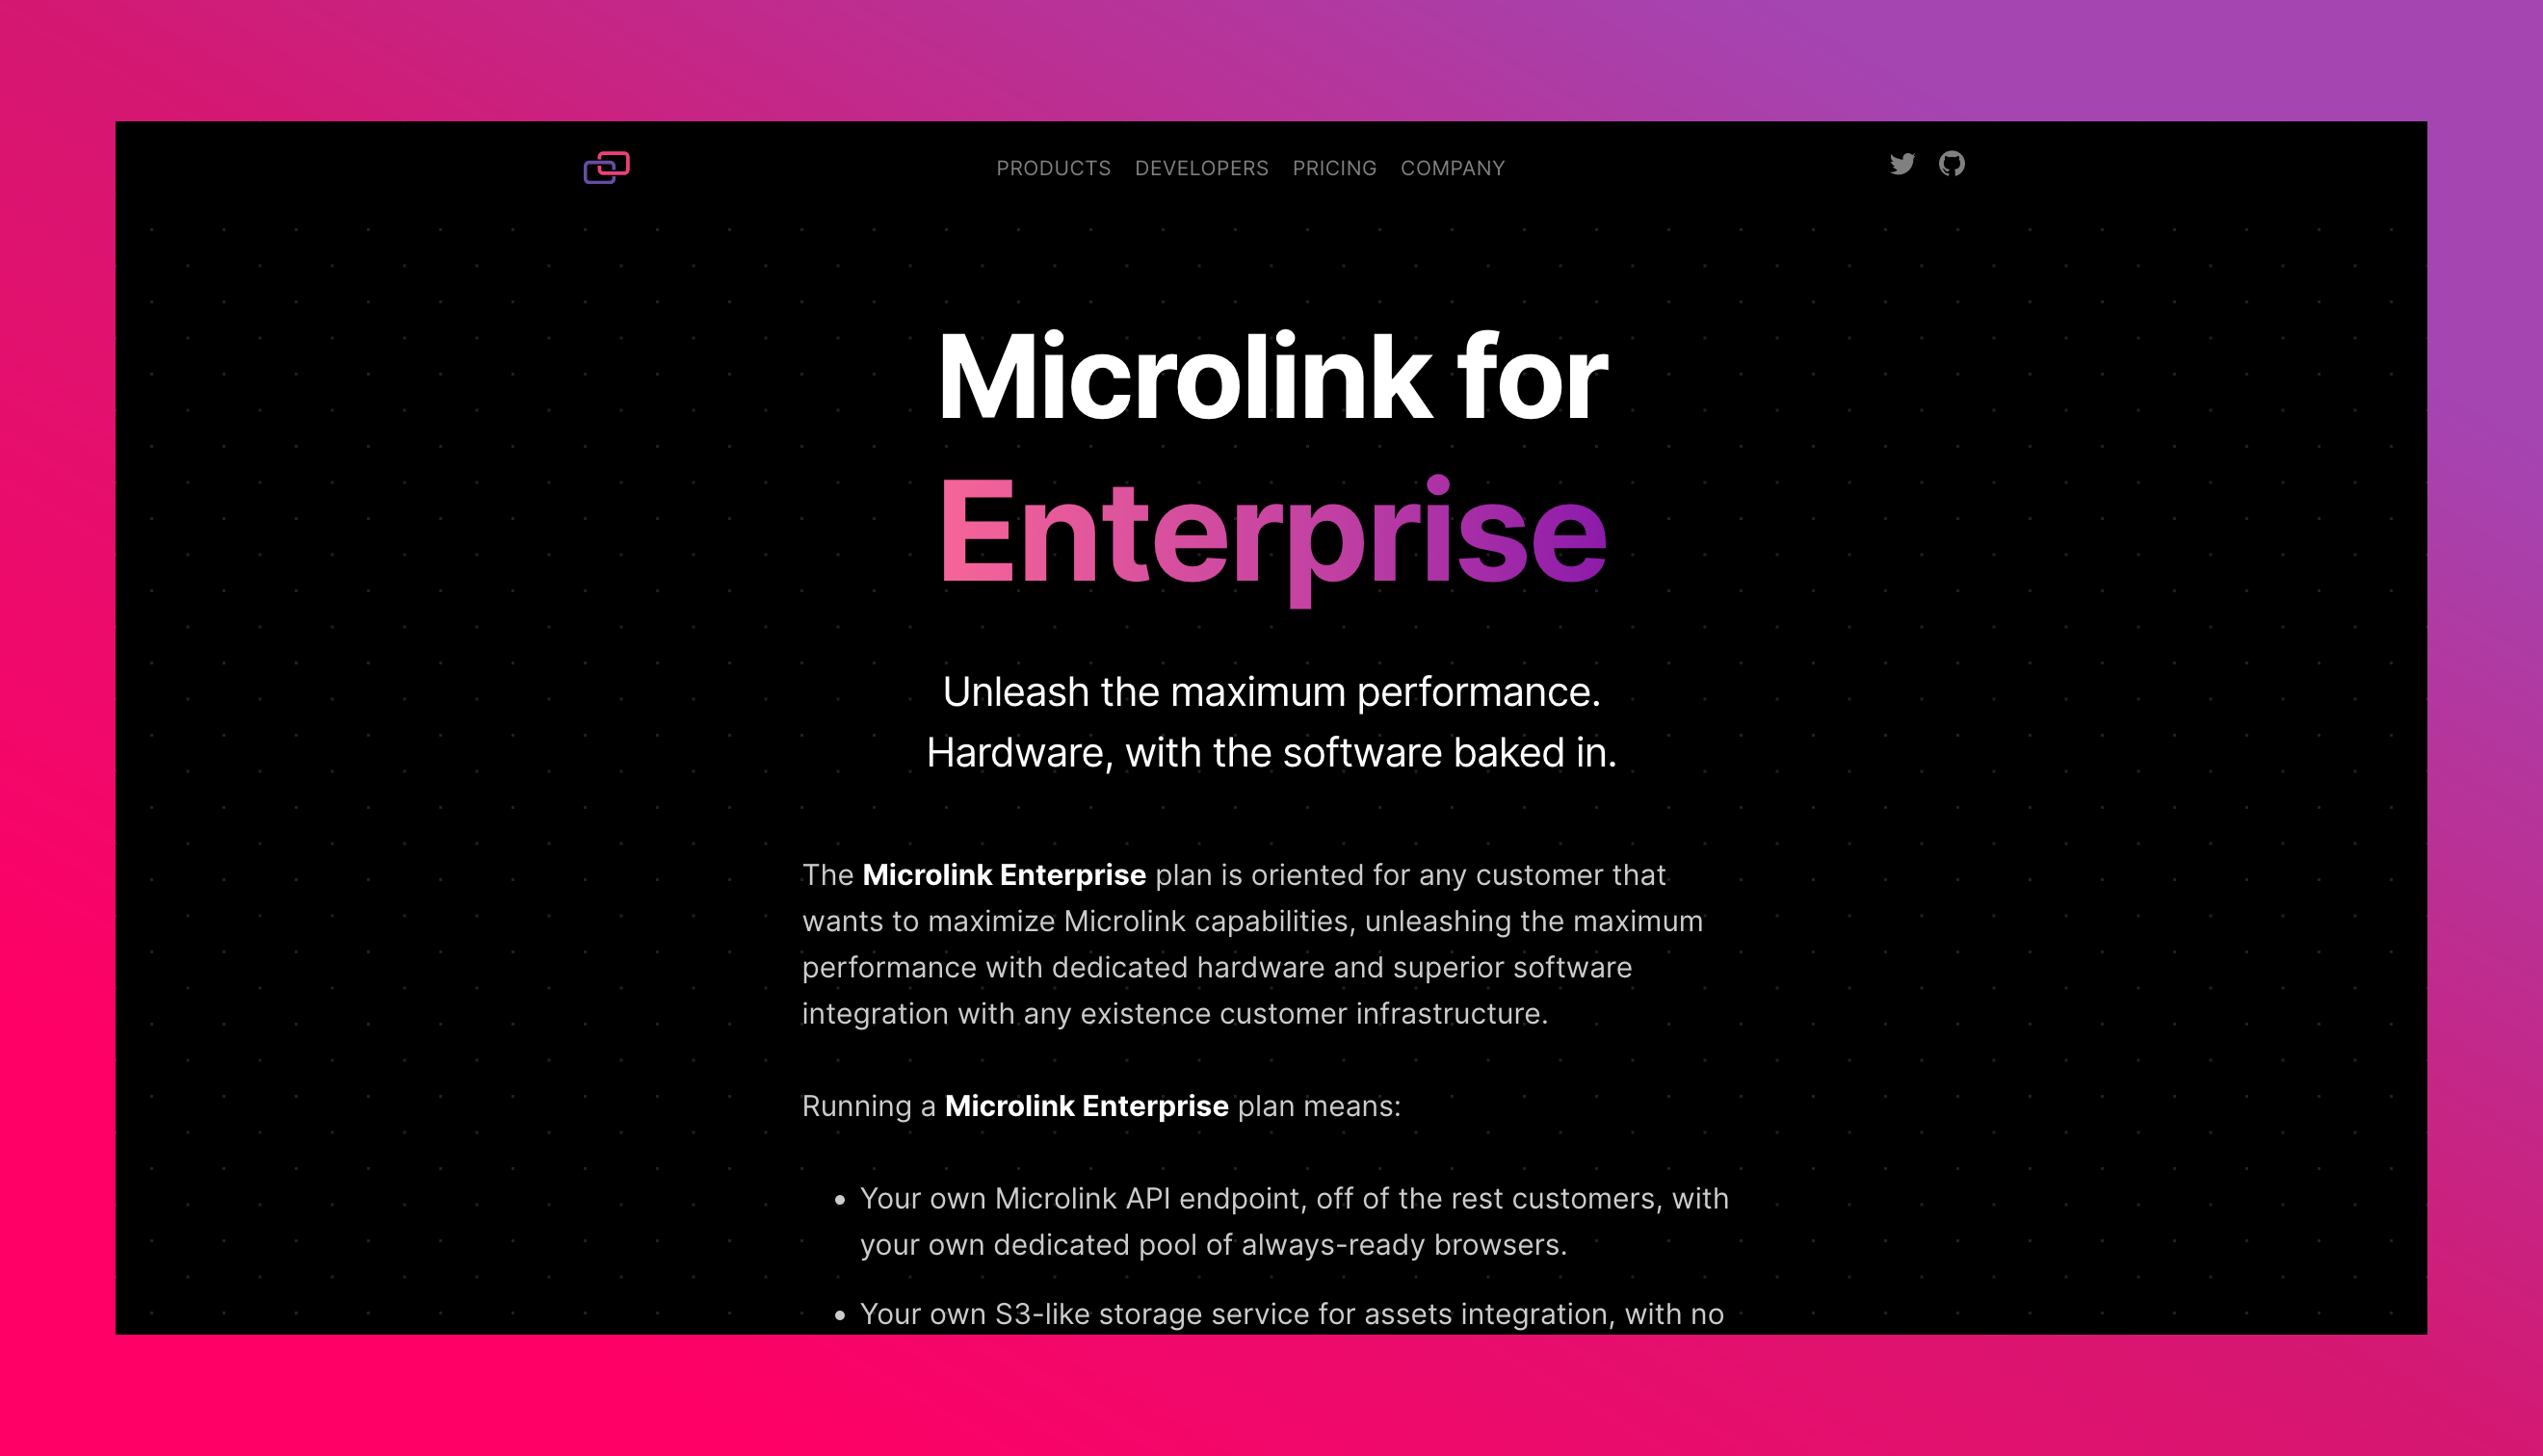 PRODUCTS DEVELOPERS PRICING COMPANY
Microlink for
Enterprise
Unleash the maximum performance.
Hardware, with the software baked in.
The Microlink Enterprise plan is oriented for any customer that
wants to maximize Microlink capabilities, unleashing the maximum
performance with dedicated hardware and superior software
integration with any existence customer infrastructure.
Running a Microlink Enterprise plan means:
• Your own Microlink API endpoint, off of the rest customers, with
your own dedicated pool of always-ready browsers.
• Your own S3-like storage service for assets integration, with no